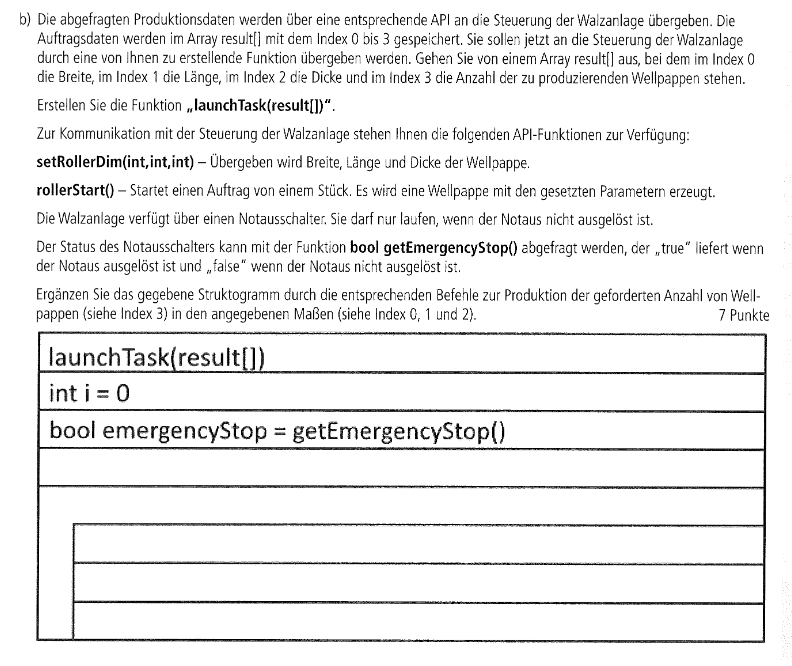 b) Die abgefragten Produktionsdaten werden über eine entsprechende API an die Steuerung der Walzanlage übergeben. Die
Auftragsdaten werden im Array result[] mit dem Index 0 bis 3 gespeichert. Sie sollen jetzt an die Steuerung der Walzanlage
durch eine von Ihnen zu erstellende Funktion übergeben werden. Gehen Sie von einem Array result[] aus, bei dem im Index 0
die Breite, im Index 1 die Länge, im Index 2 die Dicke und im Index 3 die Anzahl der zu produzierenden Wellpappen stehen.
Erstellen Sie die Funktion „launchTask(result[])".
Zur Kommunikation mit der Steuerung der Walzanlage stehen Ihnen die folgenden API-Funktionen zur Verfügung:
setRollerDim(int,int,int) – Übergeben wird Breite, Länge und Dicke der Wellpappe.
rollerStart() – Startet einen Auftrag von einem Stück. Es wird eine Wellpappe mit den gesetzten Parametern erzeugt.
Die Walzanlage verfügt über einen Notausschalter. Sie darf nur laufen, wenn der Notaus nicht ausgelöst ist.
Der Status des Notausschalters kann mit der Funktion bool getEmergencyStop() abgefragt werden, der „true" liefert wenn
der Notaus ausgelöst ist und „false" wenn der Notaus nicht ausgelöst ist.
Ergänzen Sie das gegebene Struktogramm durch die entsprechenden Befehle zur Produktion der geforderten Anzahl von Well-
pappen (siehe Index 3) in den angegebenen Maßen (siehe Index 0, 1 und 2). 7 Punkte
launchTask(result[])
int i = 0
bool emergencyStop = getEmergencyStop()